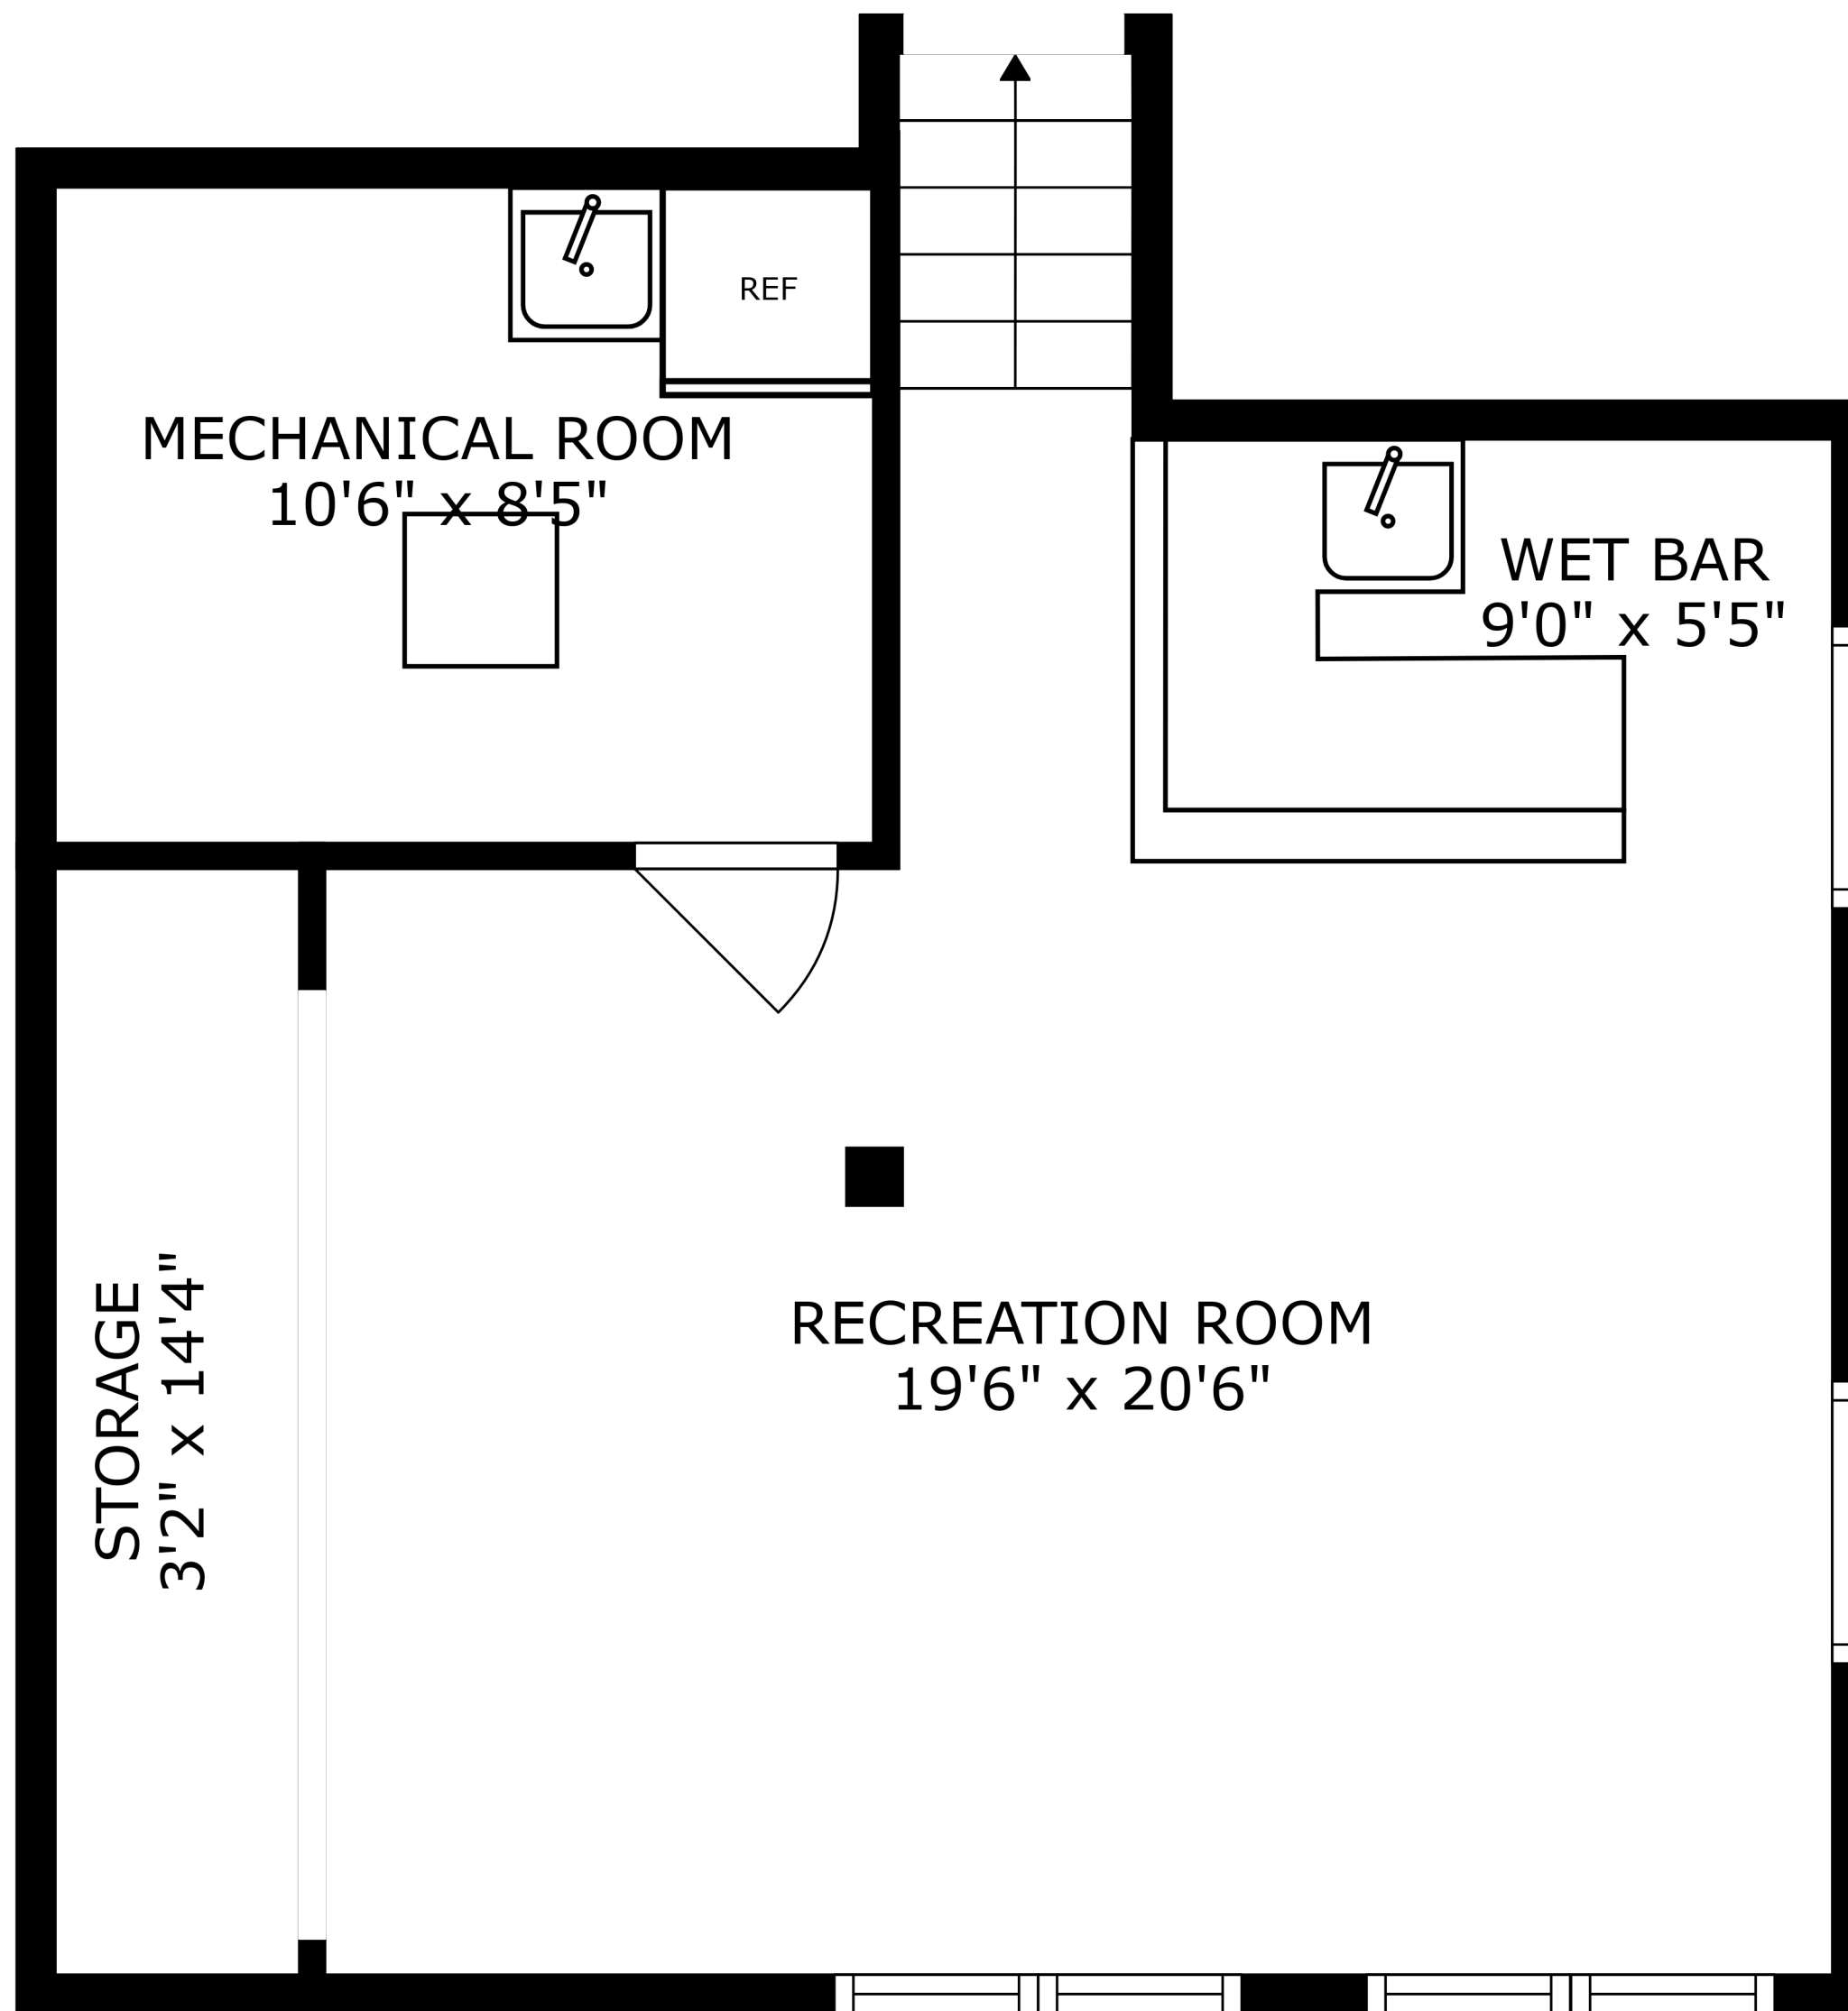 REF
MECHANICAL ROOM
10'6" x 8'5"
WET BAR
9'0" x 5'5"
RECREATION ROOM
19'6" x 20'6"
STORAGE
3'2" x 14'4"